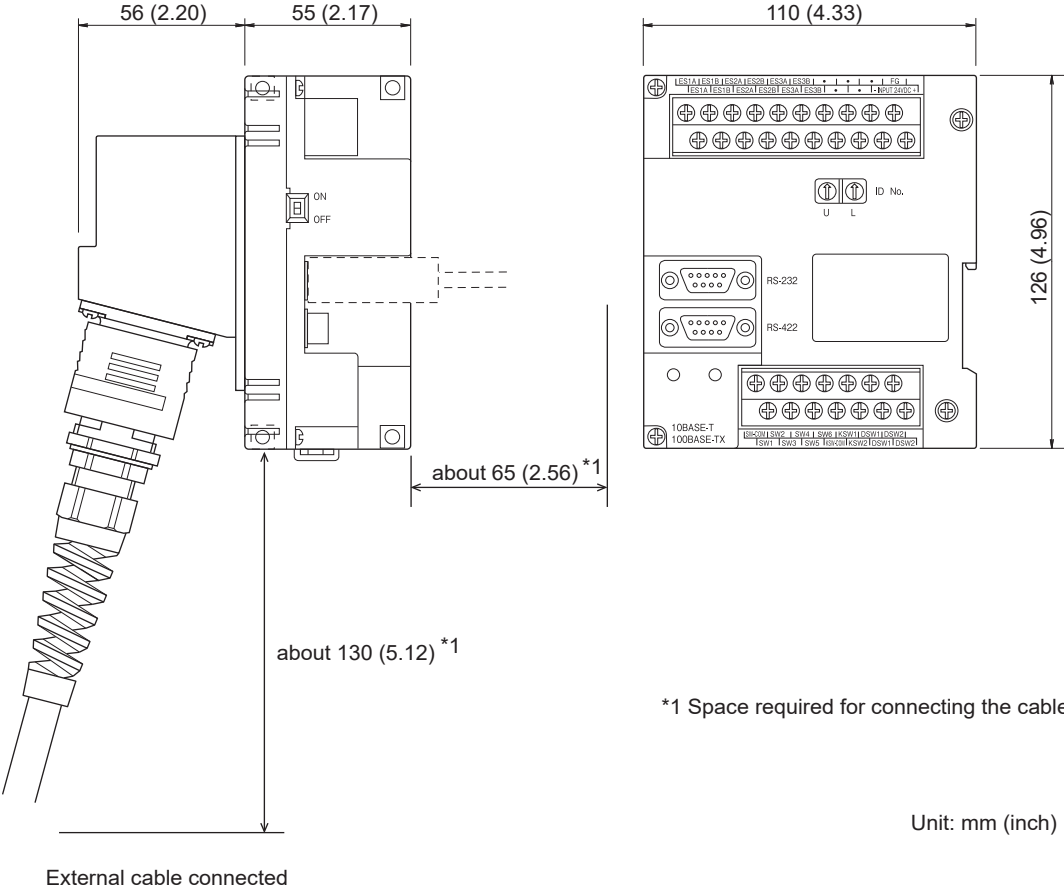 56 (2.20)
55 (2.17)
110 (4.33)
ES1A ES1B ES2A ES2B ES3A ES3B • • • FG
ES1A ES1B ES2A ES2B ES3A ES3B • • - INPUT 24VDC +
ON
OFF
ID No.
U L
126 (4.96)
RS-232
RS-422
10BASE-T
100BASE-TX
SW-COM SW2 SW4 SW6 KSW1 DSW1 DSW2
SW1 SW3 SW5 KSW2 DSW1 DSW2
about 65 (2.56) *1
about 130 (5.12) *1
*1 Space required for connecting the cable
Unit: mm (inch)
External cable connected